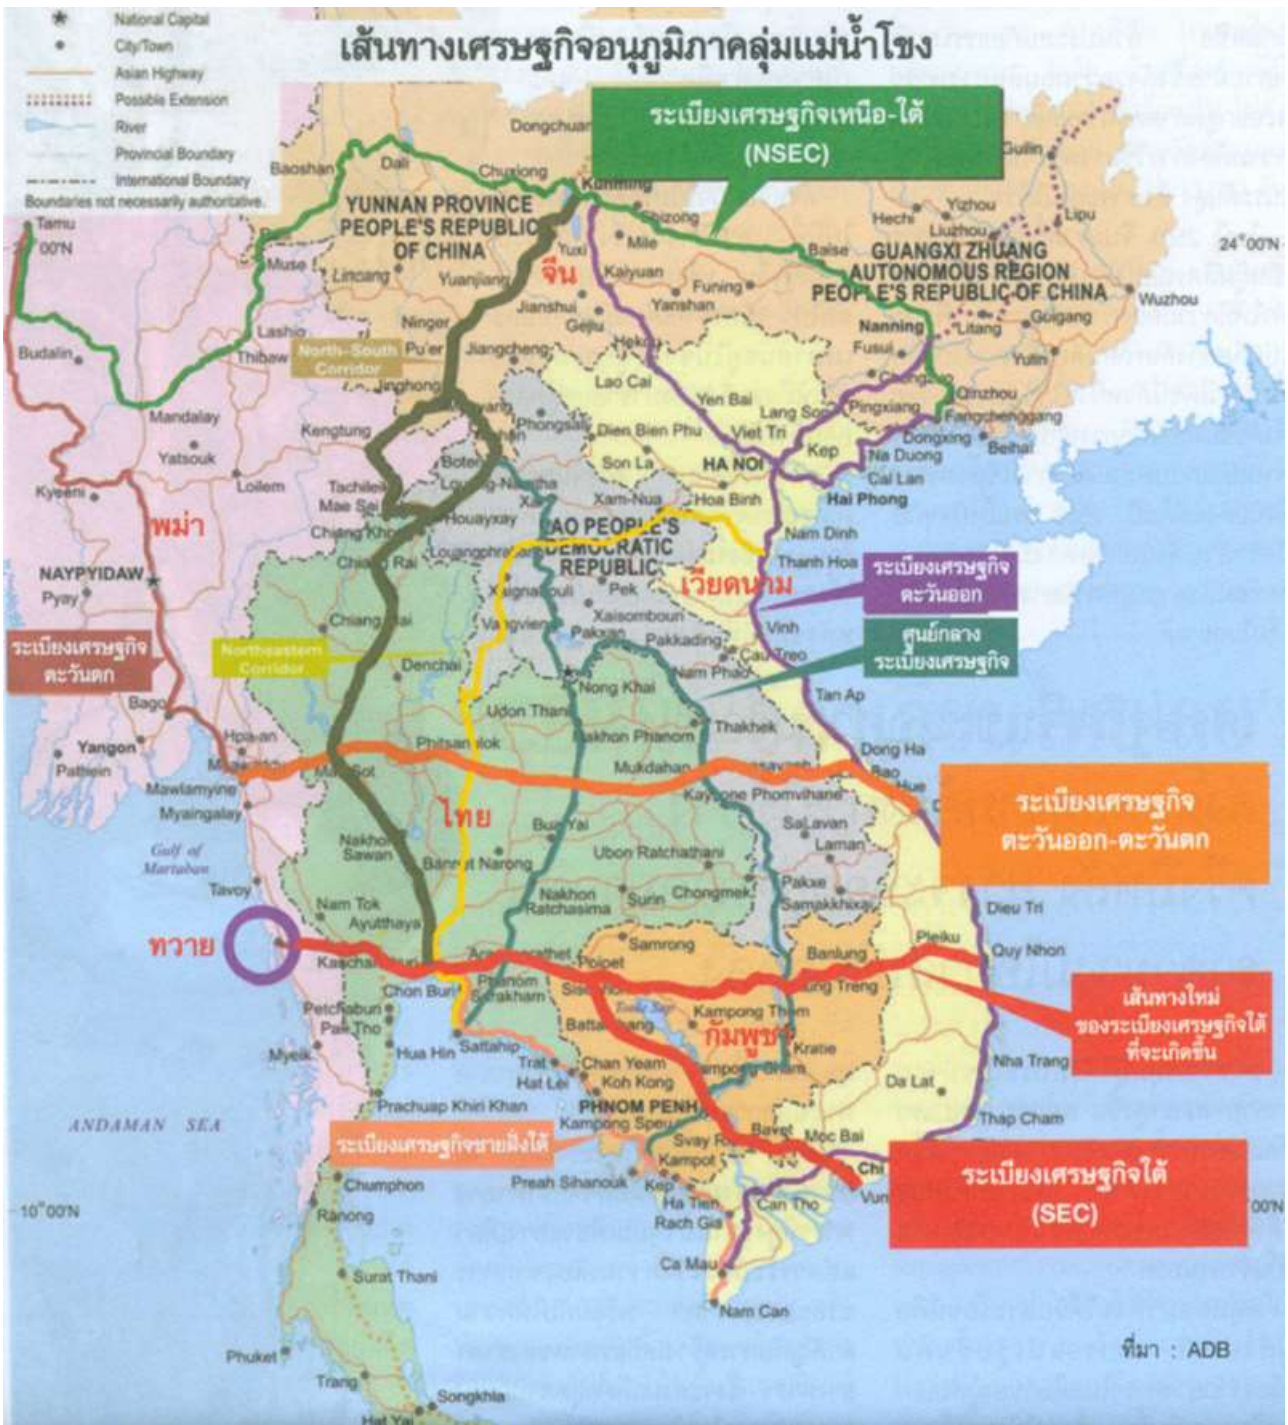 เส้นทางเศรษฐกิจอนุภูมิภาคลุ่มแม่น้ำโขง
National Capital
City/Town
Asian Highway
Possible Extension
River
Provincial Boundary
International Boundary
Boundaries not necessarily authoritative.
ระเบียงเศรษฐกิจเหนือ-ใต้
(NSEC)
Dongchuan
Baoshan
Dali
Chuxiong
Kunming
Guilin
YUNNAN PROVINCE
PEOPLE'S REPUBLIC
OF CHINA
Shizong
Hechi
Yizhou
Liuzhou
Lipu
Tamu
00'N
24°00'N
Muse
Lincang
Yuanjiang
Yuxi
Mile
Baise
จีน
Kaiyuan
GUANGXI ZHUANG
AUTONOMOUS REGION
PEOPLE'S REPUBLIC OF CHINA
Jianshui
Yanshan
Funing
Wuzhou
Gejiu
Ninger
Nanning
Litang
Guigang
Budalin
Lashio
Thibaw
North-South
Corridor
Pu'er
Jiangcheng
Fusui
Yulin
Jinghong
Lao Cai
Yen Bai
Lang Son
Pingxiang
Qinzhou
Fangchenggang
Mandalay
Kengtung
Phongsali
Dien Bien Phu
Viet Tri
Kep
Dongxing
Beihai
Yatsouk
Loilem
Boten
Son La
HA NOI
Na Duong
Cai Lan
Tachileik
Mae Sai
Xam-Nua
Hoa Binh
Hai Phong
พม่า
Houayxay
LAO PEOPLE'S
DEMOCRATIC
REPUBLIC
Nam Dinh
Chiang Rai
Thanh Hoa
NAYPYIDAW
Pyay
เวียดนาม
ระเบียงเศรษฐกิจ
ตะวันออก
Pek
Xaisomboun
Vinh
ระเบียงเศรษฐกิจ
ตะวันตก
Northeastern
Corridor
Vangvieng
Pakxan
Pakkading
Cau Treo
ศูนย์กลาง
ระเบียงเศรษฐกิจ
Denchai
Nam Phao
Nong Khai
Tan Ap
Bago
Udon Thani
Thakhek
Yangon
Pathein
Hpa-an
Phitsanulok
Nakhon Phanom
Dong Ha
Mukdahan
Hue
Mawlamyine
Myaingalay
Mae Sot
Kaysone Phomvihane
ระเบียงเศรษฐกิจ
ตะวันออก-ตะวันตก
ไทย
Gulf of
Martaban
Nakhon
Sawan
Bua Yai
SaLavan
Laman
Bamnet Narong
Ubon Ratchathani
Tavoy
Nam Tok
Nakhon
Ratchasima
Surin
Chongmek
Pakxe
Samakkhixai
Ayutthaya
Dieu Tri
ทวาย
Samrong
Banlung
Pleiku
Quy Nhon
Poipet
Chon Buri
Phanom
Sarakham
Kampong Thom
เส้นทางใหม่
ของระเบียงเศรษฐกิจใต้
ที่จะเกิดขึ้น
กัมพูชา
Kratie
Myeik
Hua Hin
Sattahip
Trat
Hat Lei
Chan Yeam
Koh Kong
Nha Trang
Da Lat
Prachuap Khiri Khan
PHNOM PENH
Kampong Speu
Thap Cham
ANDAMAN SEA
ระเบียงเศรษฐกิจชายฝั่งใต้
Bavet
Moc Bai
Kampot
Chi
ระเบียงเศรษฐกิจใต้
(SEC)
Chumphon
Preah Sihanouk
Kep
Ha Tien
Can Tho
10°00'N
00'N
Ranong
Rach Gia
Ca Mau
Surat Thani
Nam Can
Phuket
ที่มา : ADB
Trang
Songkhla
Hat Yai